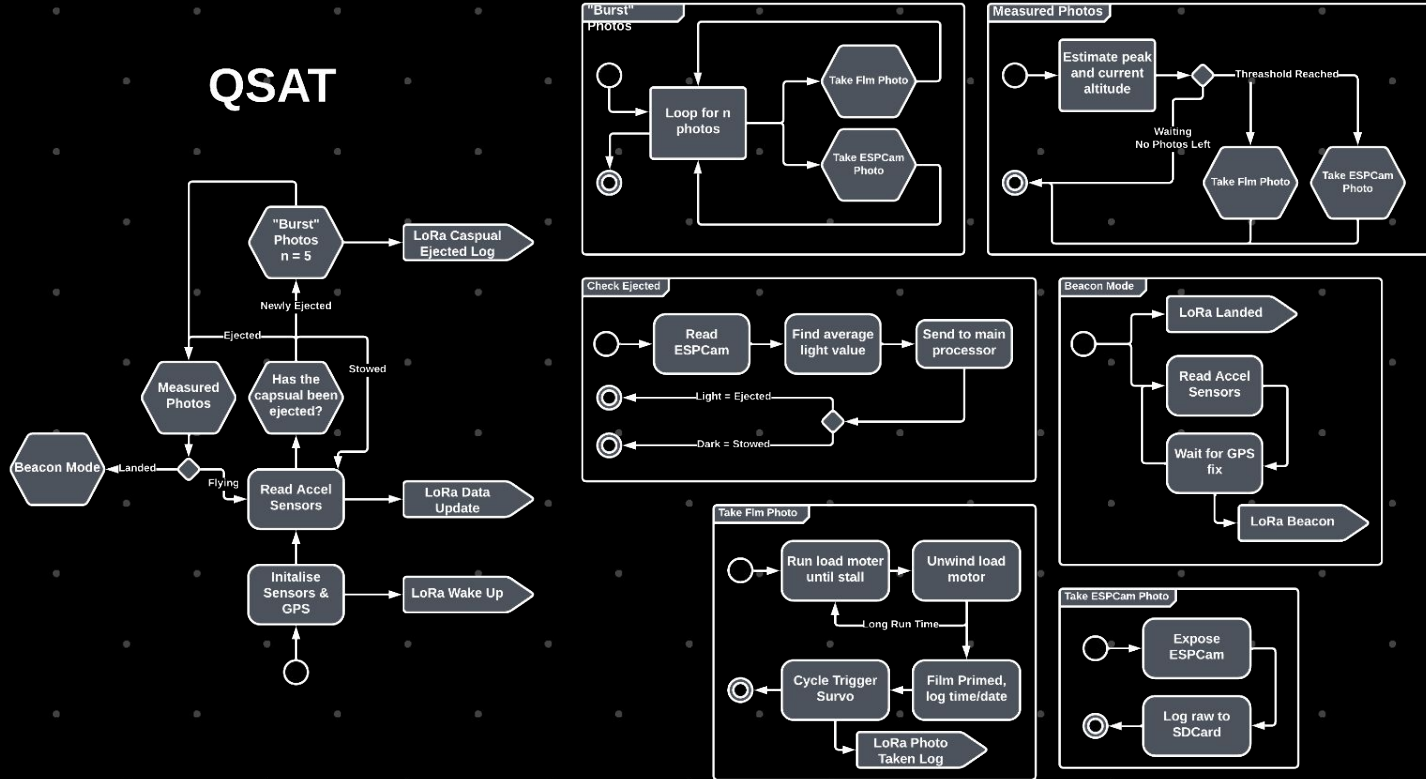 QSAT
"Burst"
Photos
n = 5
LoRa Caspual
Ejected Log
Newly Ejected
Ejected
Stowed
Measured
Photos
Has the
capsual been
ejected?
Beacon Mode
Landed
Flying
Read Accel
Sensors
LoRa Data
Update
Initalise
Sensors &
GPS
LoRa Wake Up
"Burst"
Photos
Loop for n
photos
Take Flm Photo
Take ESPCam
Photo
Measured Photos
Estimate peak
and current
altitude
Threashold Reached
Waiting
No Photos Left
Take Flm Photo
Take ESPCam
Photo
Check Ejected
Read
ESPCam
Find average
light value
Send to main
processor
Light = Ejected
Dark = Stowed
Beacon Mode
LoRa Landed
Read Accel
Sensors
Wait for GPS
fix
LoRa Beacon
Take Flm Photo
Run load moter
until stall
Unwind load
motor
Long Run Time
Cycle Trigger
Survo
Film Primed,
log time/date
LoRa Photo
Taken Log
Take ESPCam Photo
Expose
ESPCam
Log raw to
SDCard